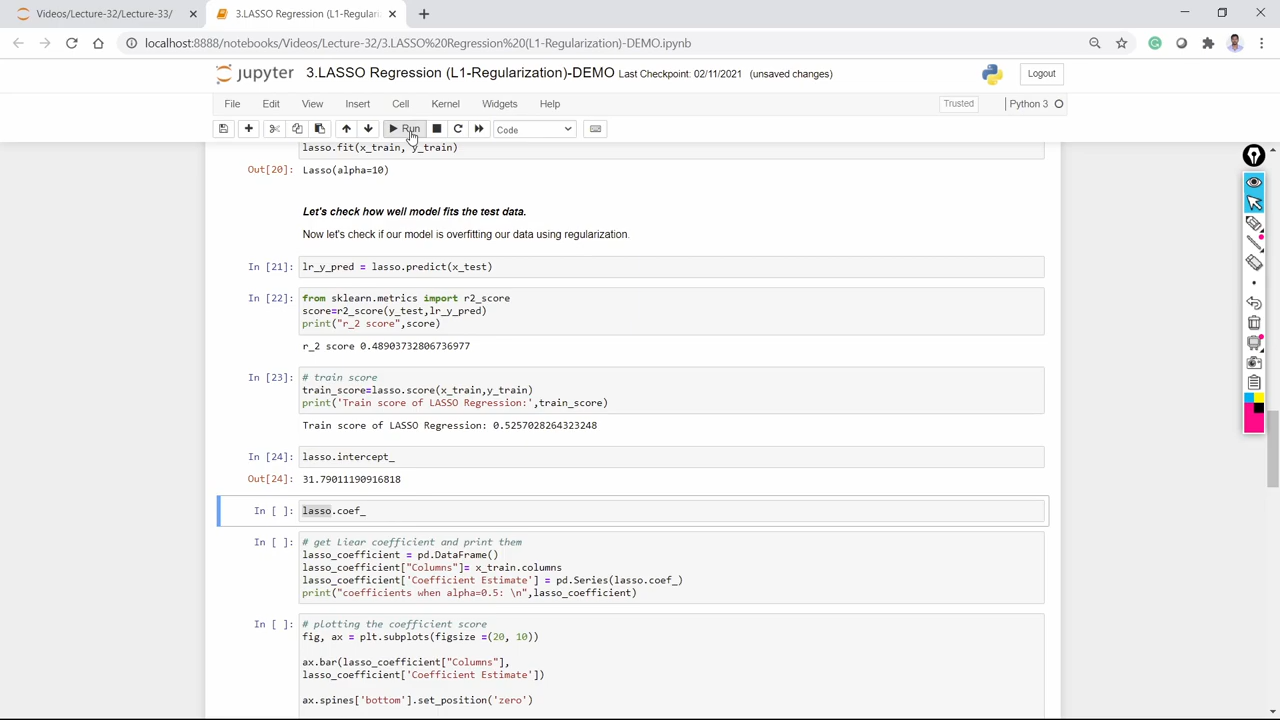 Videos/Lecture-32/Lecture-33/
3.LASSO Regression (L1-Regulari
localhost:8888/notebooks/Videos/Lecture-32/3.LASSO%20Regression%20(L1-Regularization)-DEMO.ipynb
jupyter 3.LASSO Regression (L1-Regularization)-DEMO Last Checkpoint: 02/11/2021 (unsaved changes)
Logout
File Edit View Insert Cell Kernel Widgets Help
Trusted
Python 3
Run
Code
lasso.fit(x_train, y_train)
Out[20]: Lasso(alpha=10)
Let's check how well model fits the test data.
Now let's check if our model is overfitting our data using regularization.
In [21]: lr_y_pred = lasso.predict(x_test)
In [22]: from sklearn.metrics import r2_score
score=r2_score(y_test,lr_y_pred)
print("r_2 score",score)
r_2 score 0.48903732806736977
In [23]: # train score
train_score=lasso.score(x_train,y_train)
print('Train score of LASSO Regression:',train_score)
Train score of LASSO Regression: 0.5257028264323248
In [24]: lasso.intercept_
Out[24]: 31.79011190916818
In [ ]: lasso.coef_
In [ ]: # get Liear coefficient and print them
lasso_coefficient = pd.DataFrame()
lasso_coefficient["Columns"]= x_train.columns
lasso_coefficient['Coefficient Estimate'] = pd.Series(lasso.coef_)
print("coefficients when alpha=0.5: \n",lasso_coefficient)
In [ ]: # plotting the coefficient score
fig, ax = plt.subplots(figsize =(20, 10))
ax.bar(lasso_coefficient["Columns"],
lasso_coefficient['Coefficient Estimate'])
ax.spines['bottom'].set_position('zero')